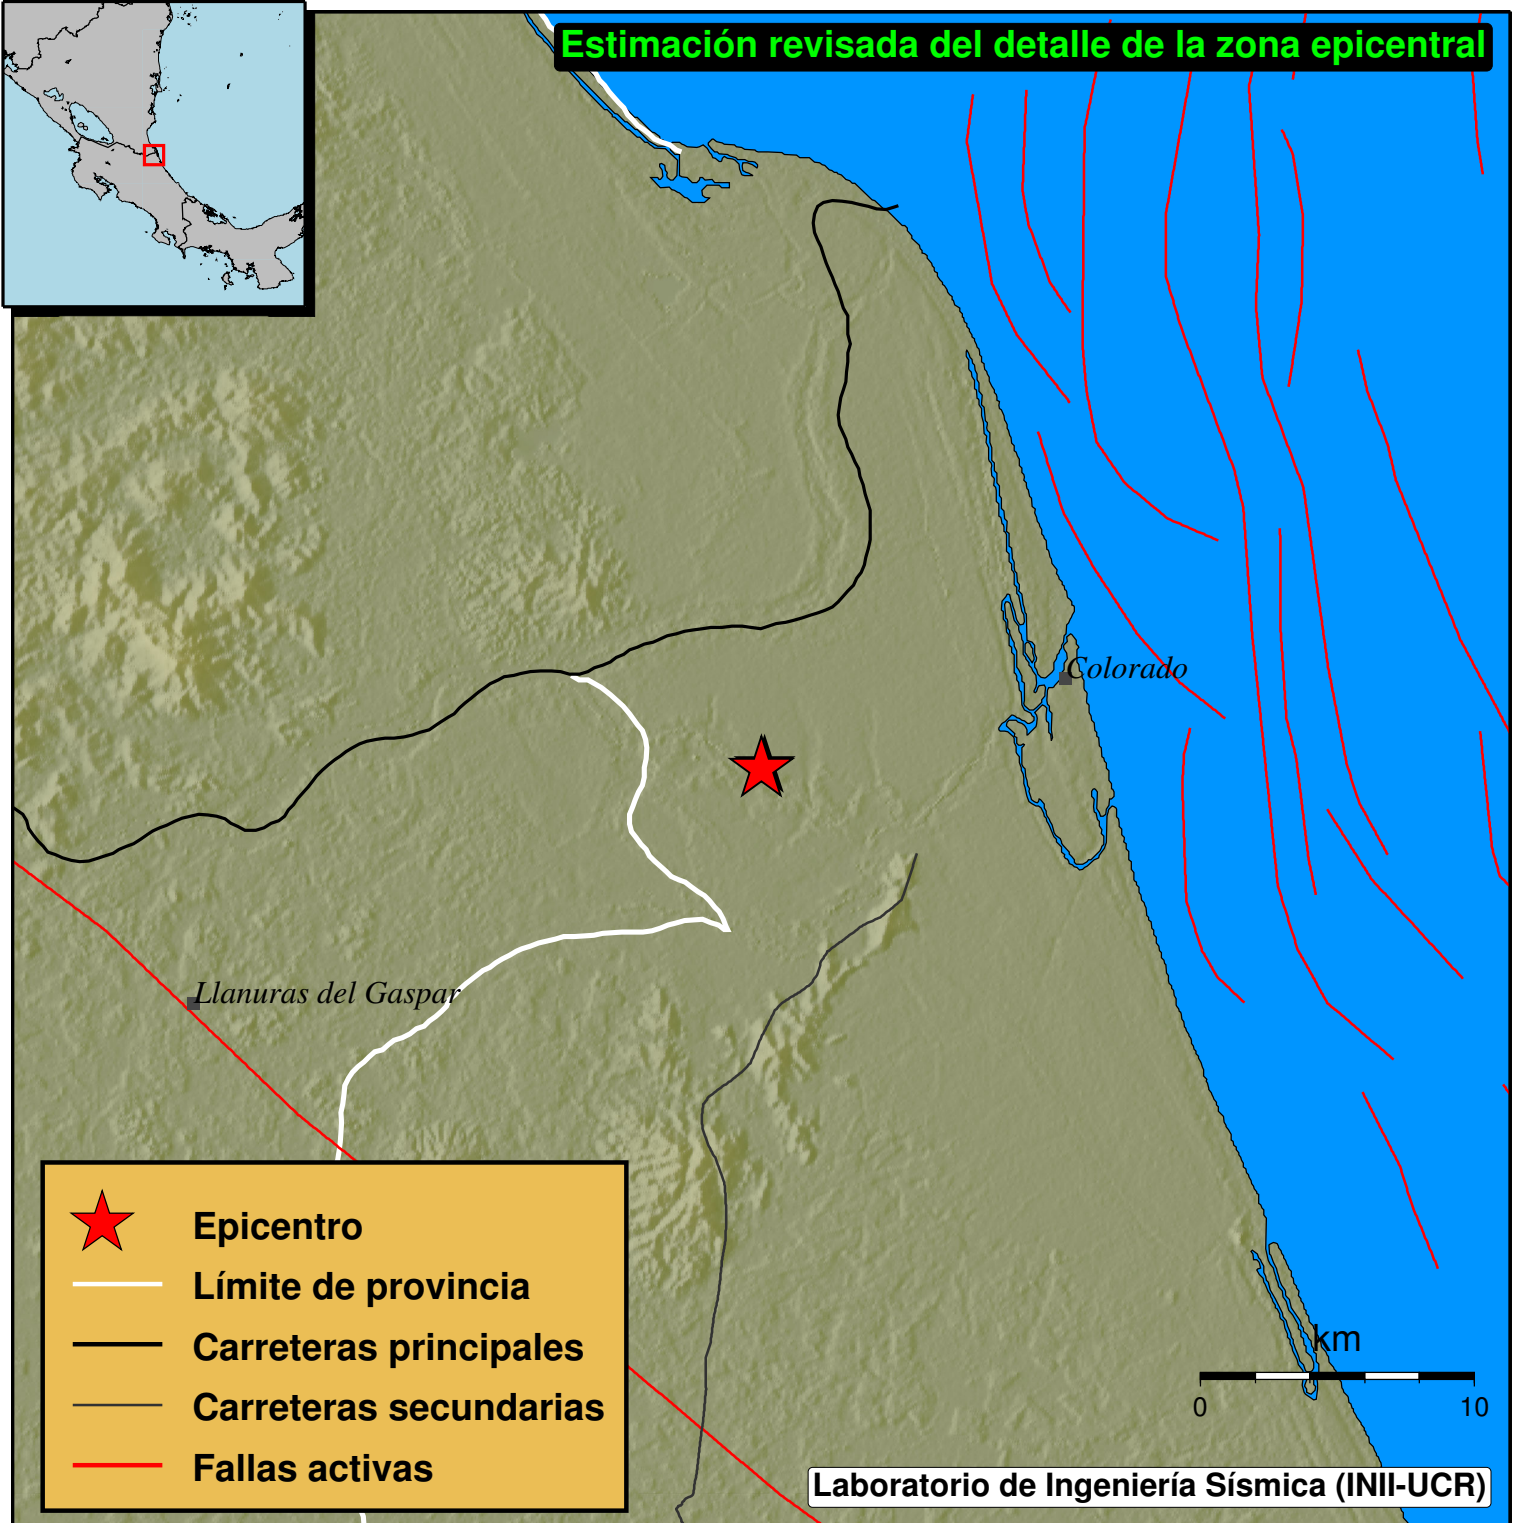 Estimación revisada del detalle de la zona epicentral
Colorado
Llanuras del Gaspar
Epicentro
Límite de provincia
Carreteras principales
Carreteras secundarias
Fallas activas
km
0 10
Laboratorio de Ingeniería Sísmica (INII-UCR)